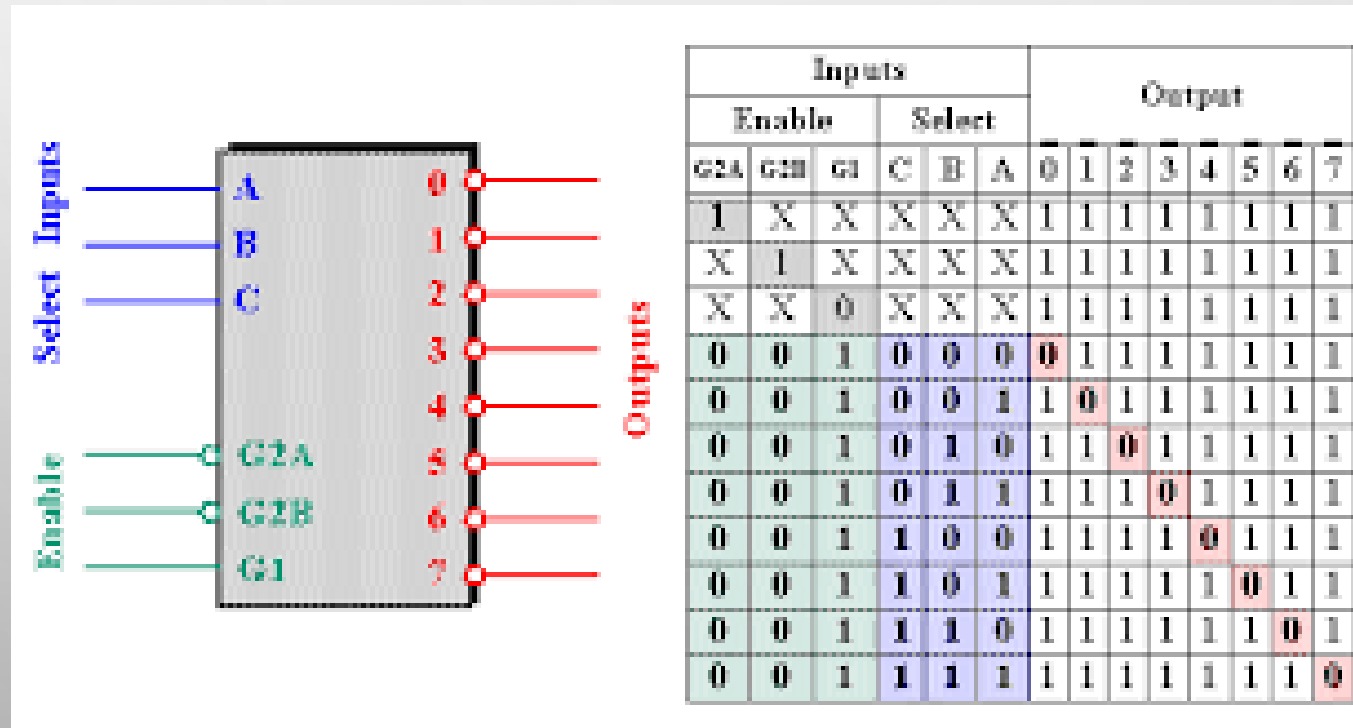 Select Inputs
Enable
A
B
C
G2A
G2B
G1
0
1
2
3
4
5
6
7
Outputs
Inputs Output
Enable Select
G2A G2B G1 C B A 0 1 2 3 4 5 6 7
1 X X X X X 1 1 1 1 1 1 1 1
X 1 X X X X 1 1 1 1 1 1 1 1
X X 0 X X X 1 1 1 1 1 1 1 1
0 0 1 0 0 0 0 1 1 1 1 1 1 1
0 0 1 0 0 1 1 0 1 1 1 1 1 1
0 0 1 0 1 0 1 1 0 1 1 1 1 1
0 0 1 0 1 1 1 1 1 0 1 1 1 1
0 0 1 1 0 0 1 1 1 1 0 1 1 1
0 0 1 1 0 1 1 1 1 1 1 0 1 1
0 0 1 1 1 0 1 1 1 1 1 1 0 1
0 0 1 1 1 1 1 1 1 1 1 1 1 0